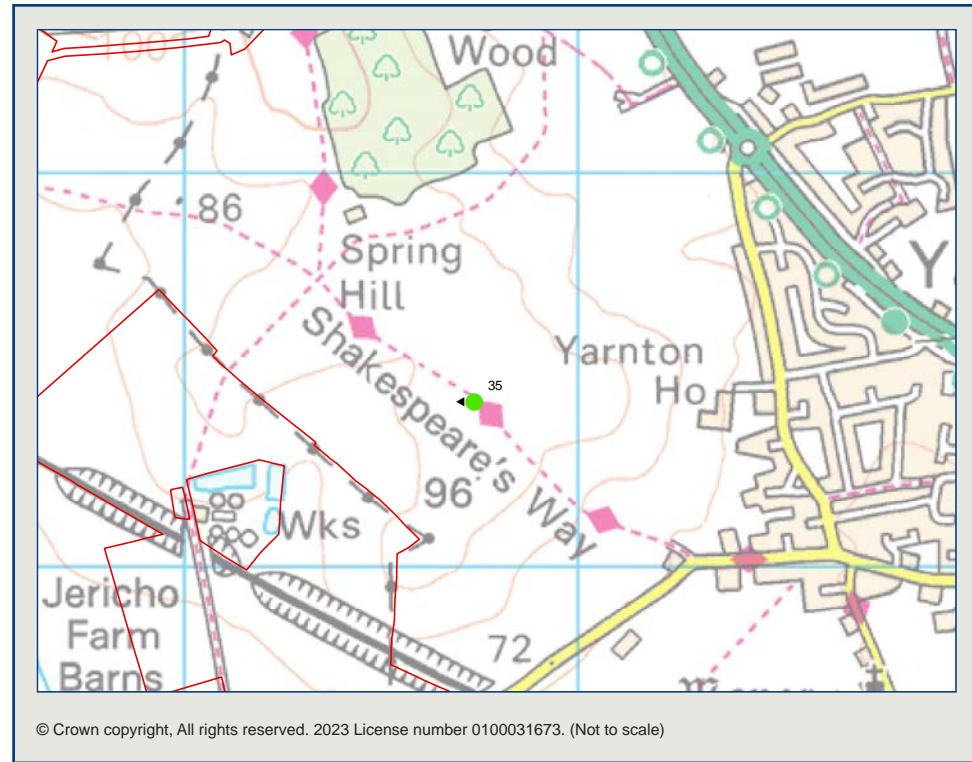 100
Wood
86
Spring
Hill
Shakespeare's Way
Yarnton
Ho
Y
35
96
Wks
Jericho
Farm
Barns
72
© Crown copyright, All rights reserved. 2023 License number 0100031673. (Not to scale)